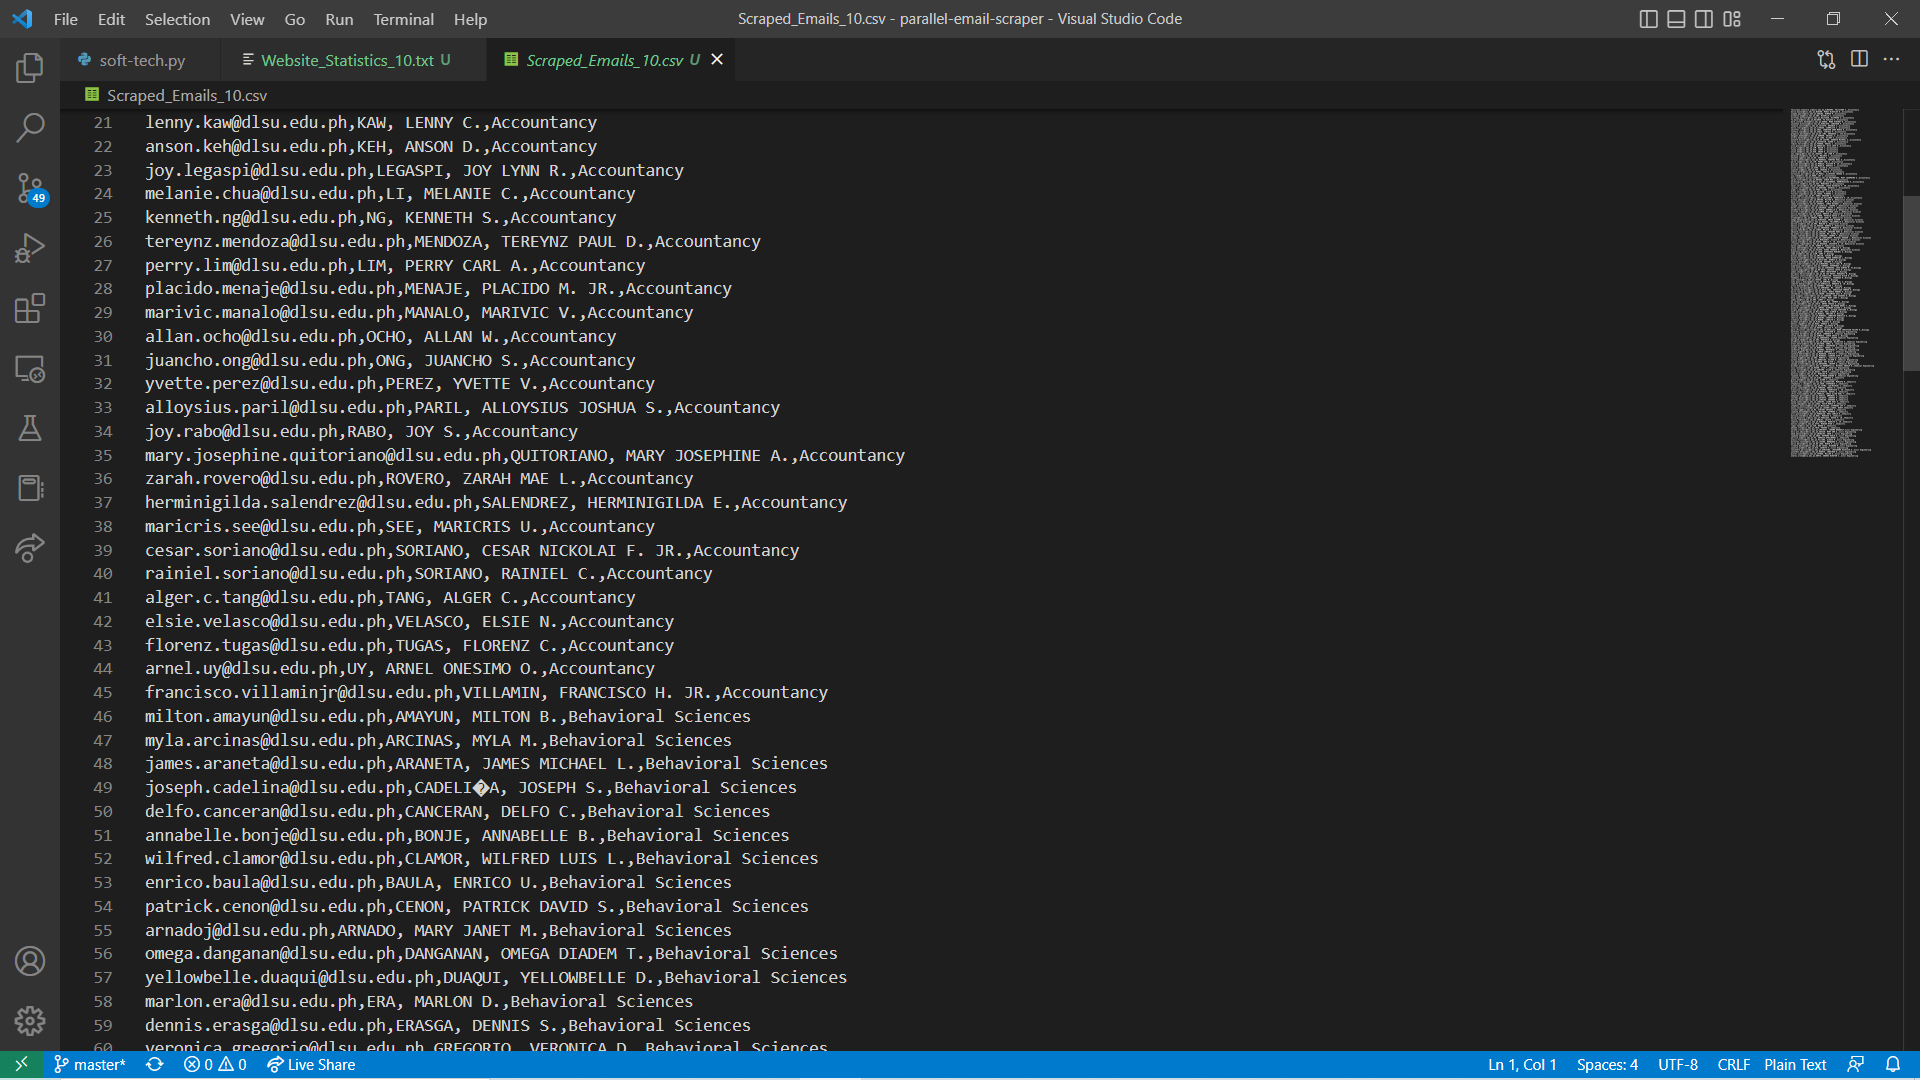 File Edit Selection View Go Run Terminal Help
Scraped_Emails_10.csv - parallel-email-scraper - Visual Studio Code
soft-tech.py Website_Statistics_10.txt U Scraped_Emails_10.csv U
Scraped_Emails_10.csv
21 lenny.kaw@dlsu.edu.ph,KAW, LENNY C.,Accountancy
22 anson.keh@dlsu.edu.ph,KEH, ANSON D.,Accountancy
23 joy.legaspi@dlsu.edu.ph,LEGASPI, JOY LYNN R.,Accountancy
24 melanie.chua@dlsu.edu.ph,LI, MELANIE C.,Accountancy
25 kenneth.ng@dlsu.edu.ph,NG, KENNETH S.,Accountancy
26 tereynz.mendoza@dlsu.edu.ph,MENDOZA, TEREYNZ PAUL D.,Accountancy
27 perry.lim@dlsu.edu.ph,LIM, PERRY CARL A.,Accountancy
28 placido.menaje@dlsu.edu.ph,MENAJE, PLACIDO M. JR.,Accountancy
29 marivic.manalo@dlsu.edu.ph,MANALO, MARIVIC V.,Accountancy
30 allan.ocho@dlsu.edu.ph,OCHO, ALLAN W.,Accountancy
31 juancho.ong@dlsu.edu.ph,ONG, JUANCHO S.,Accountancy
32 yvette.perez@dlsu.edu.ph,PEREZ, YVETTE V.,Accountancy
33 alloysius.paril@dlsu.edu.ph,PARIL, ALLOYSIUS JOSHUA S.,Accountancy
34 joy.rabo@dlsu.edu.ph,RABO, JOY S.,Accountancy
35 mary.josephine.quitoriano@dlsu.edu.ph,QUITORIANO, MARY JOSEPHINE A.,Accountancy
36 zarah.rovero@dlsu.edu.ph,ROVERO, ZARAH MAE L.,Accountancy
37 herminigilda.salendrez@dlsu.edu.ph,SALENDREZ, HERMINIGILDA E.,Accountancy
38 maricris.see@dlsu.edu.ph,SEE, MARICRIS U.,Accountancy
39 cesar.soriano@dlsu.edu.ph,SORIANO, CESAR NICKOLAI F. JR.,Accountancy
40 rainiel.soriano@dlsu.edu.ph,SORIANO, RAINIEL C.,Accountancy
41 alger.c.tang@dlsu.edu.ph,TANG, ALGER C.,Accountancy
42 elsie.velasco@dlsu.edu.ph,VELASCO, ELSIE N.,Accountancy
43 florenz.tugas@dlsu.edu.ph,TUGAS, FLORENZ C.,Accountancy
44 arnel.uy@dlsu.edu.ph,UY, ARNEL ONESIMO O.,Accountancy
45 francisco.villaminjr@dlsu.edu.ph,VILLAMIN, FRANCISCO H. JR.,Accountancy
46 milton.amayun@dlsu.edu.ph,AMAYUN, MILTON B.,Behavioral Sciences
47 myla.arcinas@dlsu.edu.ph,ARCINAS, MYLA M.,Behavioral Sciences
48 james.araneta@dlsu.edu.ph,ARANETA, JAMES MICHAEL L.,Behavioral Sciences
49 joseph.cadelina@dlsu.edu.ph,CADELI�A, JOSEPH S.,Behavioral Sciences
50 delfo.canceran@dlsu.edu.ph,CANCERAN, DELFO C.,Behavioral Sciences
51 annabelle.bonje@dlsu.edu.ph,BONJE, ANNABELLE B.,Behavioral Sciences
52 wilfred.clamor@dlsu.edu.ph,CLAMOR, WILFRED LUIS L.,Behavioral Sciences
53 enrico.baula@dlsu.edu.ph,BAULA, ENRICO U.,Behavioral Sciences
54 patrick.cenon@dlsu.edu.ph,CENON, PATRICK DAVID S.,Behavioral Sciences
55 arnadoj@dlsu.edu.ph,ARNADO, MARY JANET M.,Behavioral Sciences
56 omega.danganan@dlsu.edu.ph,DANGANAN, OMEGA DIADEM T.,Behavioral Sciences
57 yellowbelle.duaqui@dlsu.edu.ph,DUAQUI, YELLOWBELLE D.,Behavioral Sciences
58 marlon.era@dlsu.edu.ph,ERA, MARLON D.,Behavioral Sciences
59 dennis.erasga@dlsu.edu.ph,ERASGA, DENNIS S.,Behavioral Sciences
60 veronica.gregorio@dlsu.edu.ph,GREGORIO, VERONICA D.,Behavioral Sciences
49
master* 0 0 Live Share
Ln 1, Col 1 Spaces: 4 UTF-8 CRLF Plain Text